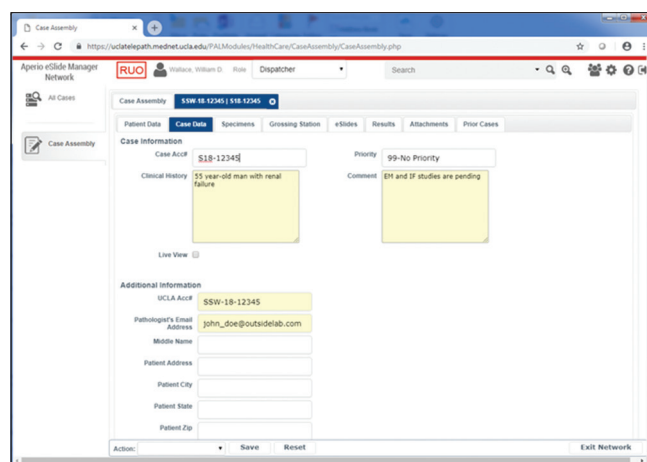 Case Assembly
https://uclatelepath.mednet.ucla.edu/PALModules/HealthCare/CaseAssembly/CaseAssembly.php
Aperio eSlide Manager
Network
RUO Wallace, William D Role Dispatcher Search
All Cases
Case Assembly
Case Assembly SSW-18-12345 | S18-12345
Patient Data Case Data Specimens Grossing Station eSlides Results Attachments Prior Cases
Case Information
Case Acc# S18-12345 Priority 99-No Priority
Clinical History 55 year-old man with renal
failure
Comment EM and IF studies are pending
Live View
Additional Information
UCLA Acc# SSW-18-12345
Pathologist's Email
Address john_doe@outsidelab.com
Middle Name
Patient Address
Patient City
Patient State
Patient Zip
Action: Save Reset Exit Network